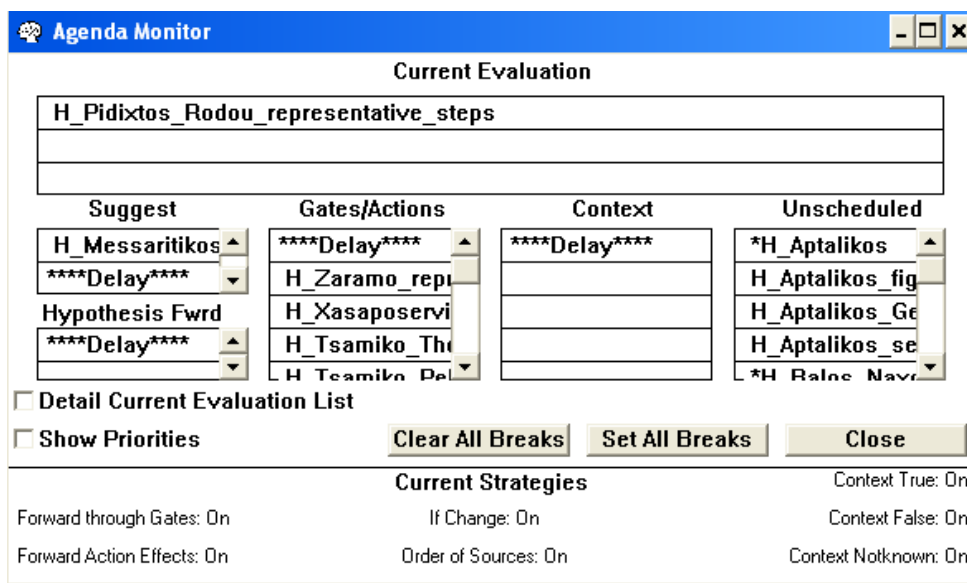 Agenda Monitor
Current Evaluation
H_Pidixtos_Rodou_representative_steps
Suggest Gates/Actions Context Unscheduled
H_Messaritikos ****Delay**** ****Delay**** *H_Aptalikos
****Delay**** H_Zaramo_repr H_Aptalikos_fig
Hypothesis Fwrd H_Xasaposervi H_Aptalikos_Ge
****Delay**** H_Tsamiko_The H_Aptalikos_se
H_Tsamiko_Pel *H_Balos_Naxo
Detail Current Evaluation List
Show Priorities Clear All Breaks Set All Breaks Close
Current Strategies Context True: On
Forward through Gates: On If Change: On Context False: On
Forward Action Effects: On Order of Sources: On Context Notknown: On